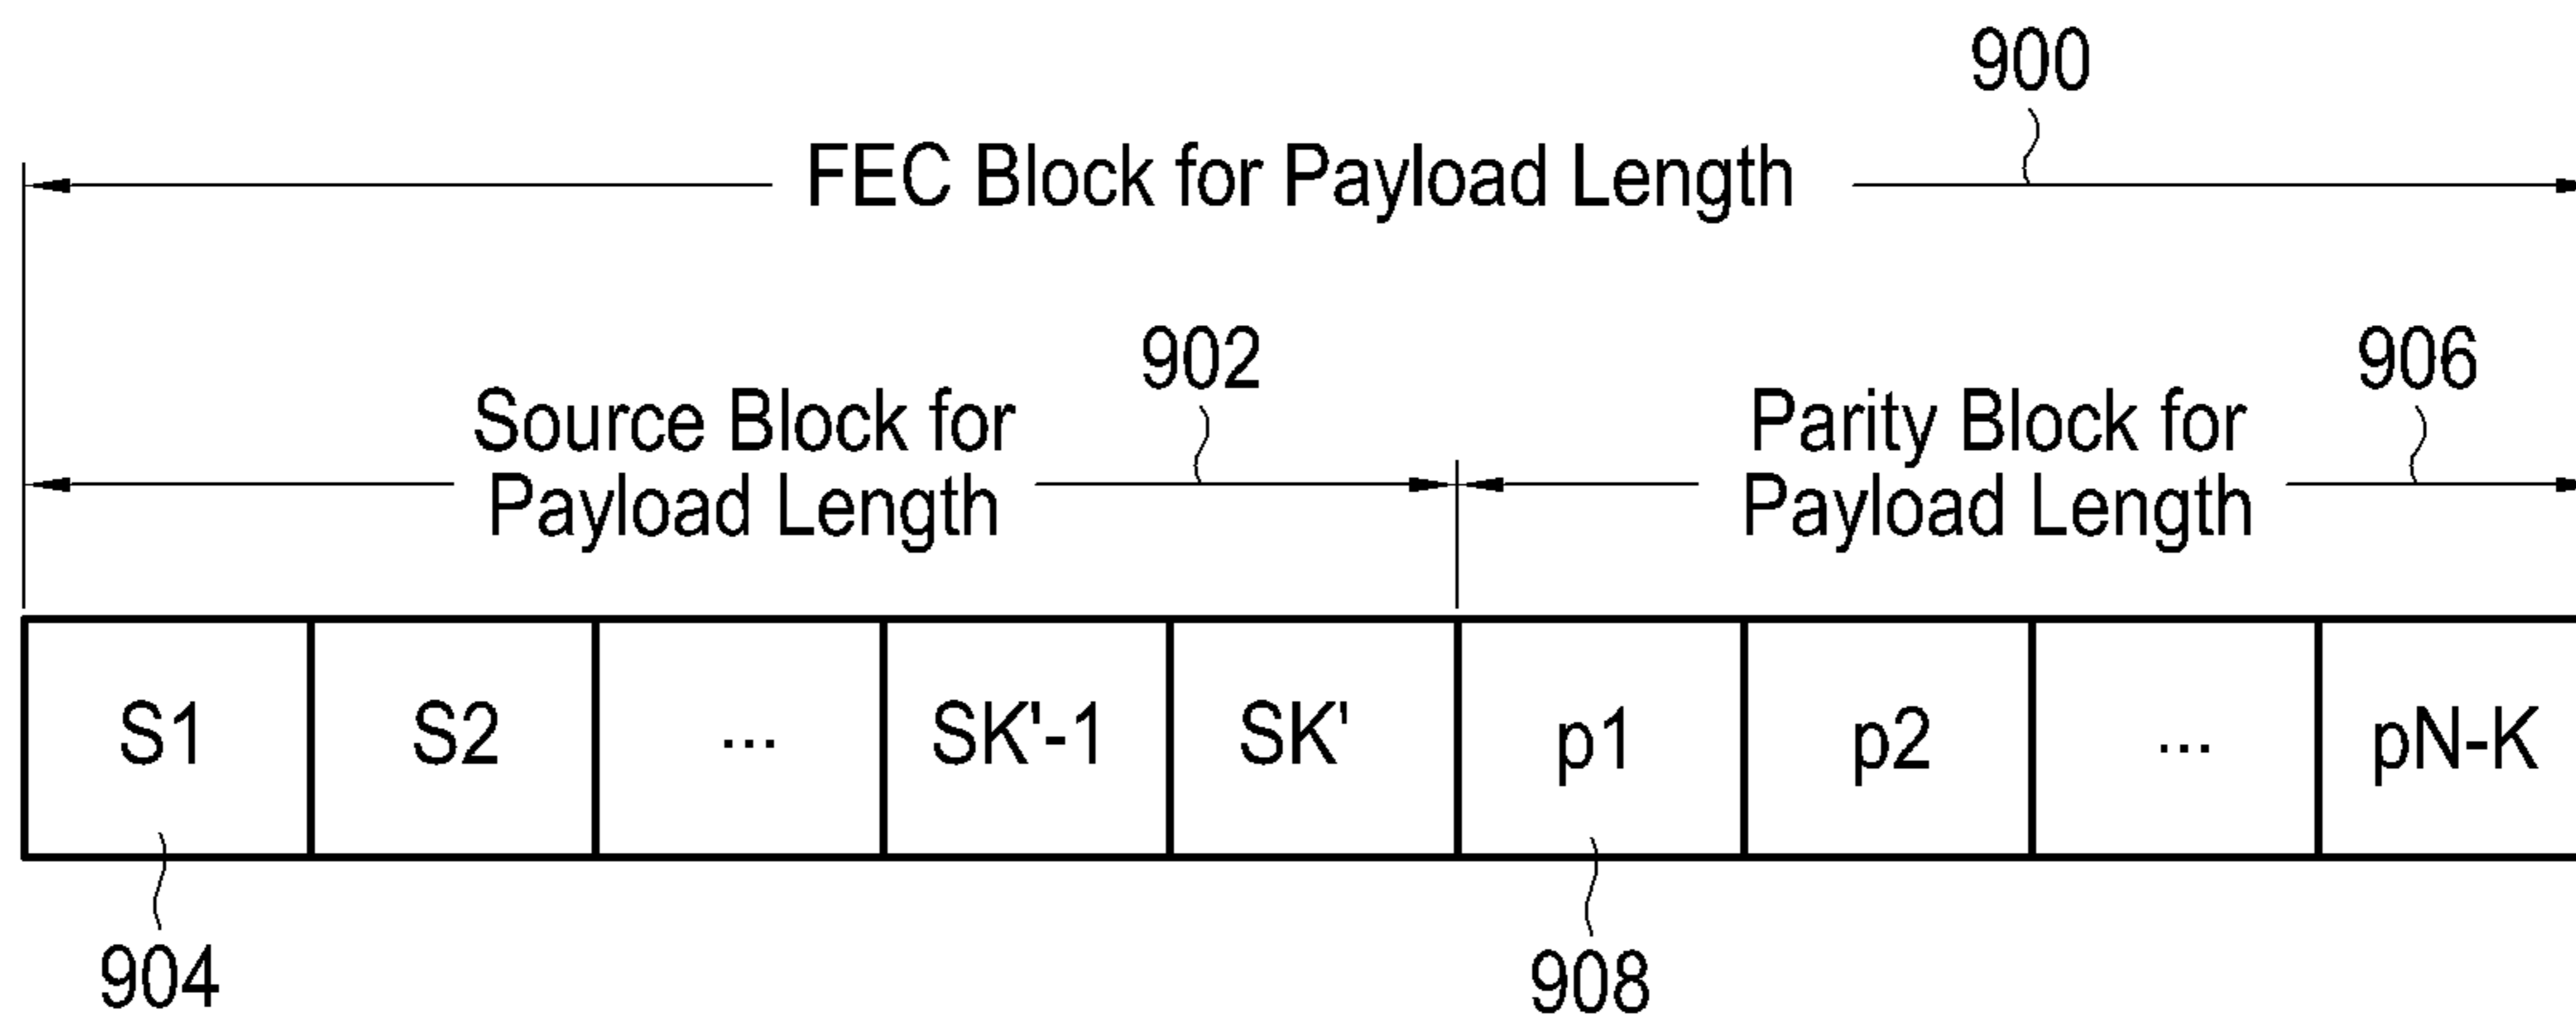 900
FEC Block for Payload Length
902
906
Source Block for
Payload Length
Parity Block for
Payload Length
S1 S2 ... SK'-1 SK' p1 p2 ... pN-K
904
908